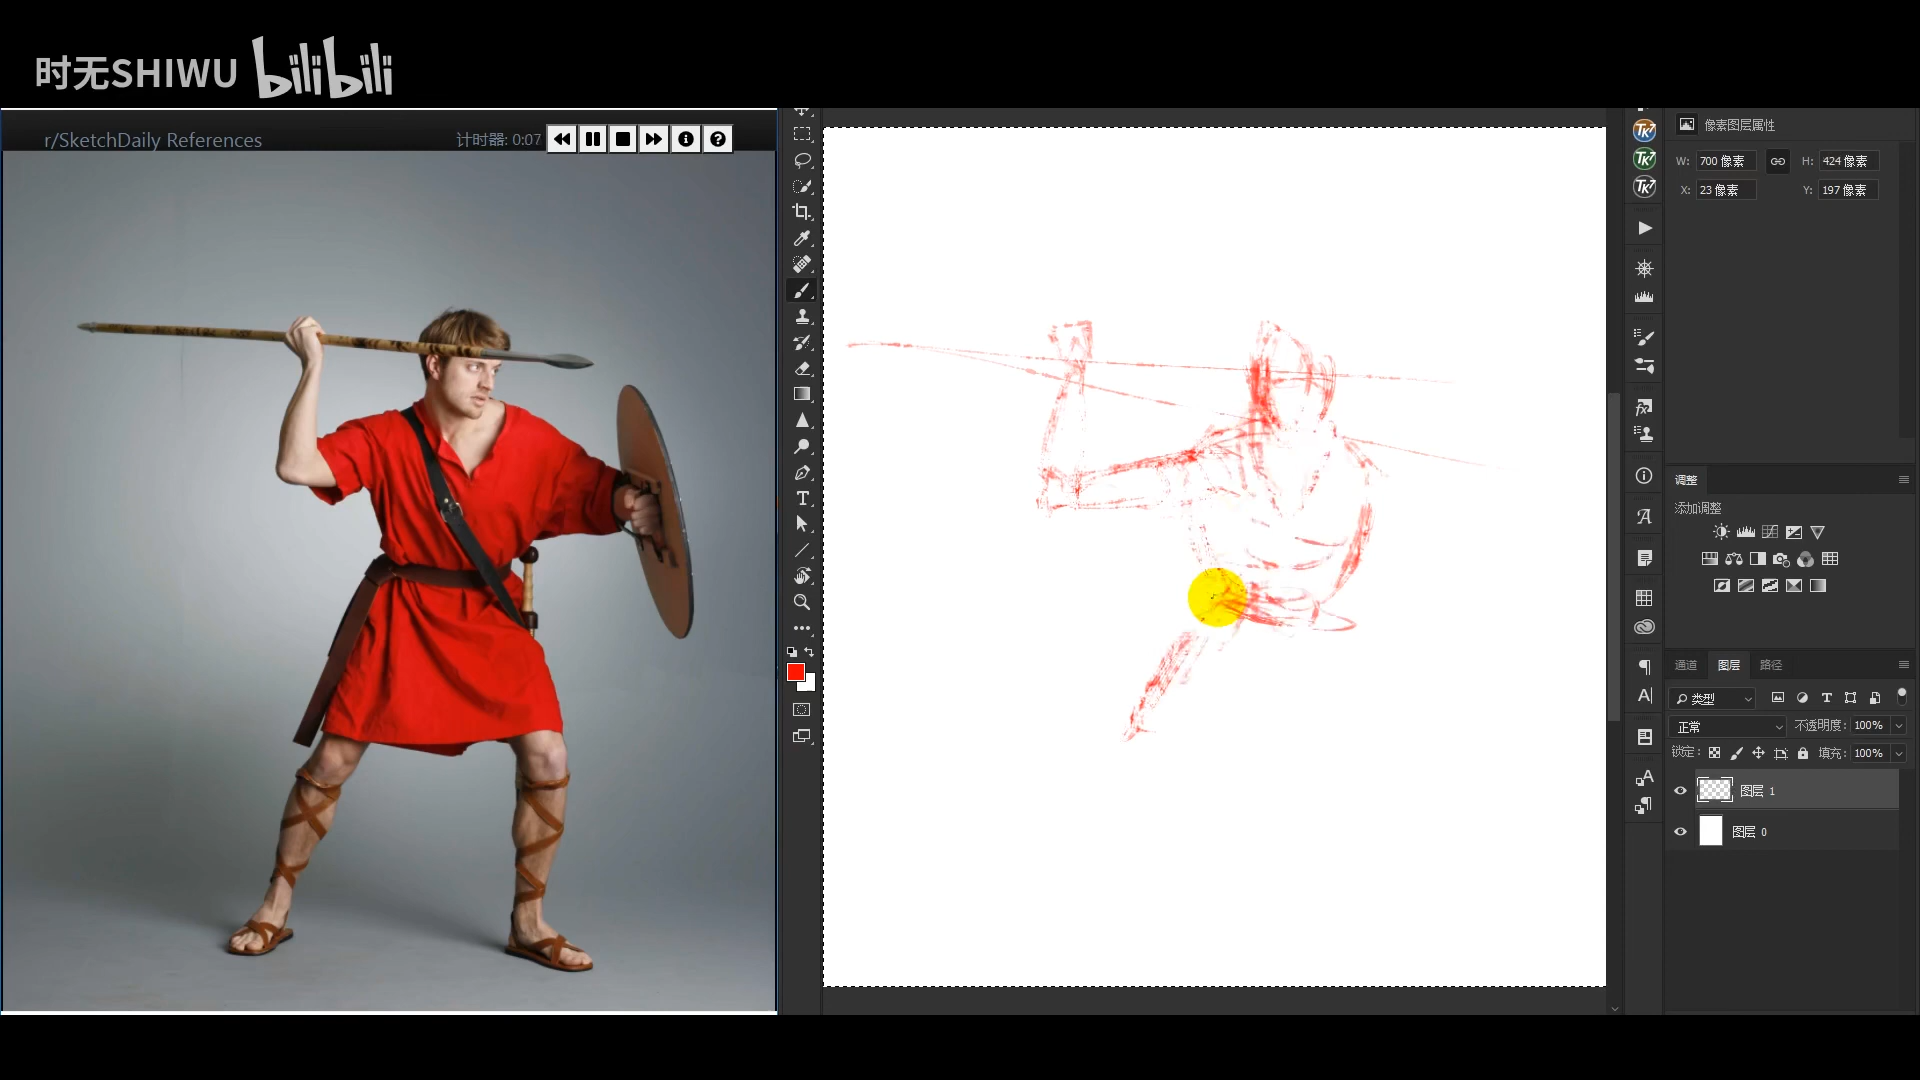 时无SHIWU bilibili
r/SketchDaily References
计时器: 0:07
像素图层属性
W: 700 像素 H: 424 像素
X: 23 像素 Y: 197 像素
调整
添加调整
通道 图层 路径
类型
正常 不透明度: 100%
锁定: 填充: 100%
图层 1
图层 0